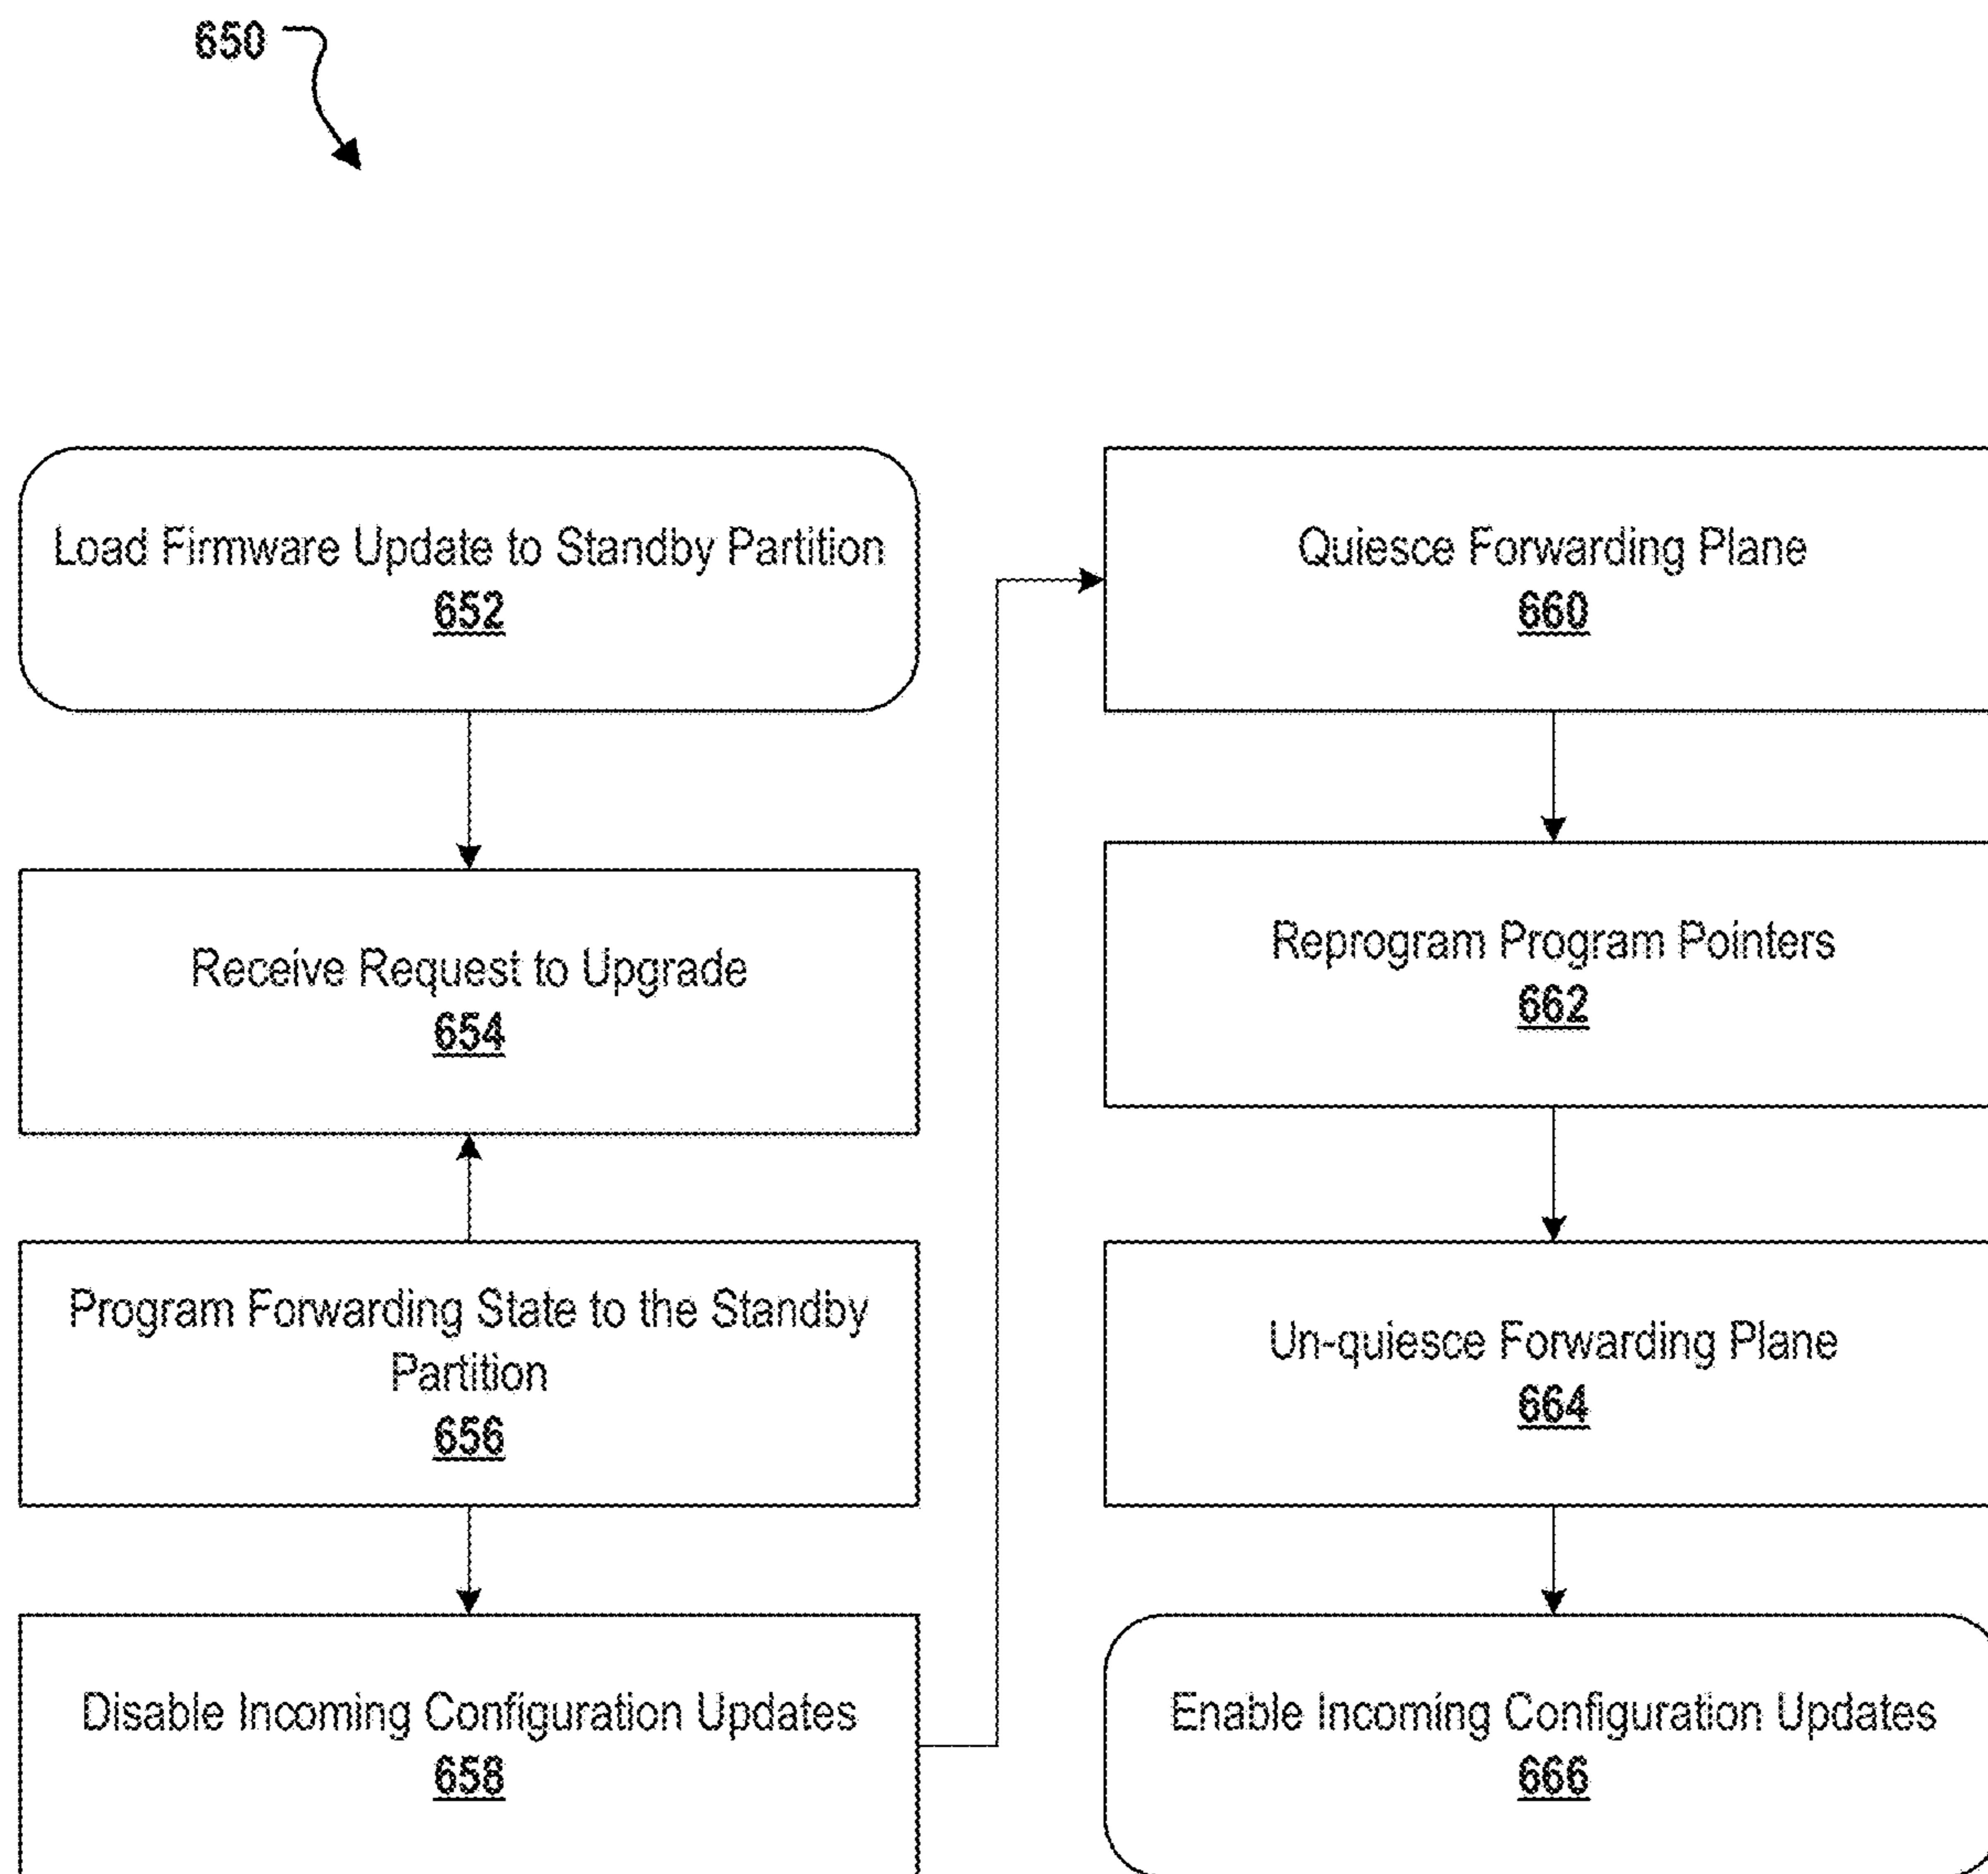 650
Load Firmware Update to Standby Partition
652
Receive Request to Upgrade
654
Program Forwarding State to the Standby
Partition
656
Disable Incoming Configuration Updates
658
Quiesce Forwarding Plane
660
Reprogram Program Pointers
662
Un-quiesce Forwarding Plane
664
Enable Incoming Configuration Updates
666